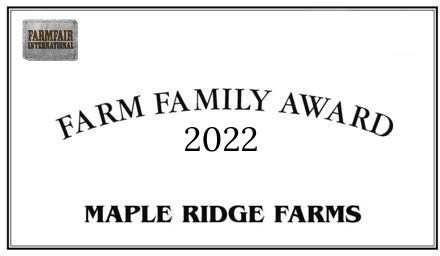 FARMFAIR
INTERNATIONAL
FARM FAMILY AWARD
2022
MAPLE RIDGE FARMS